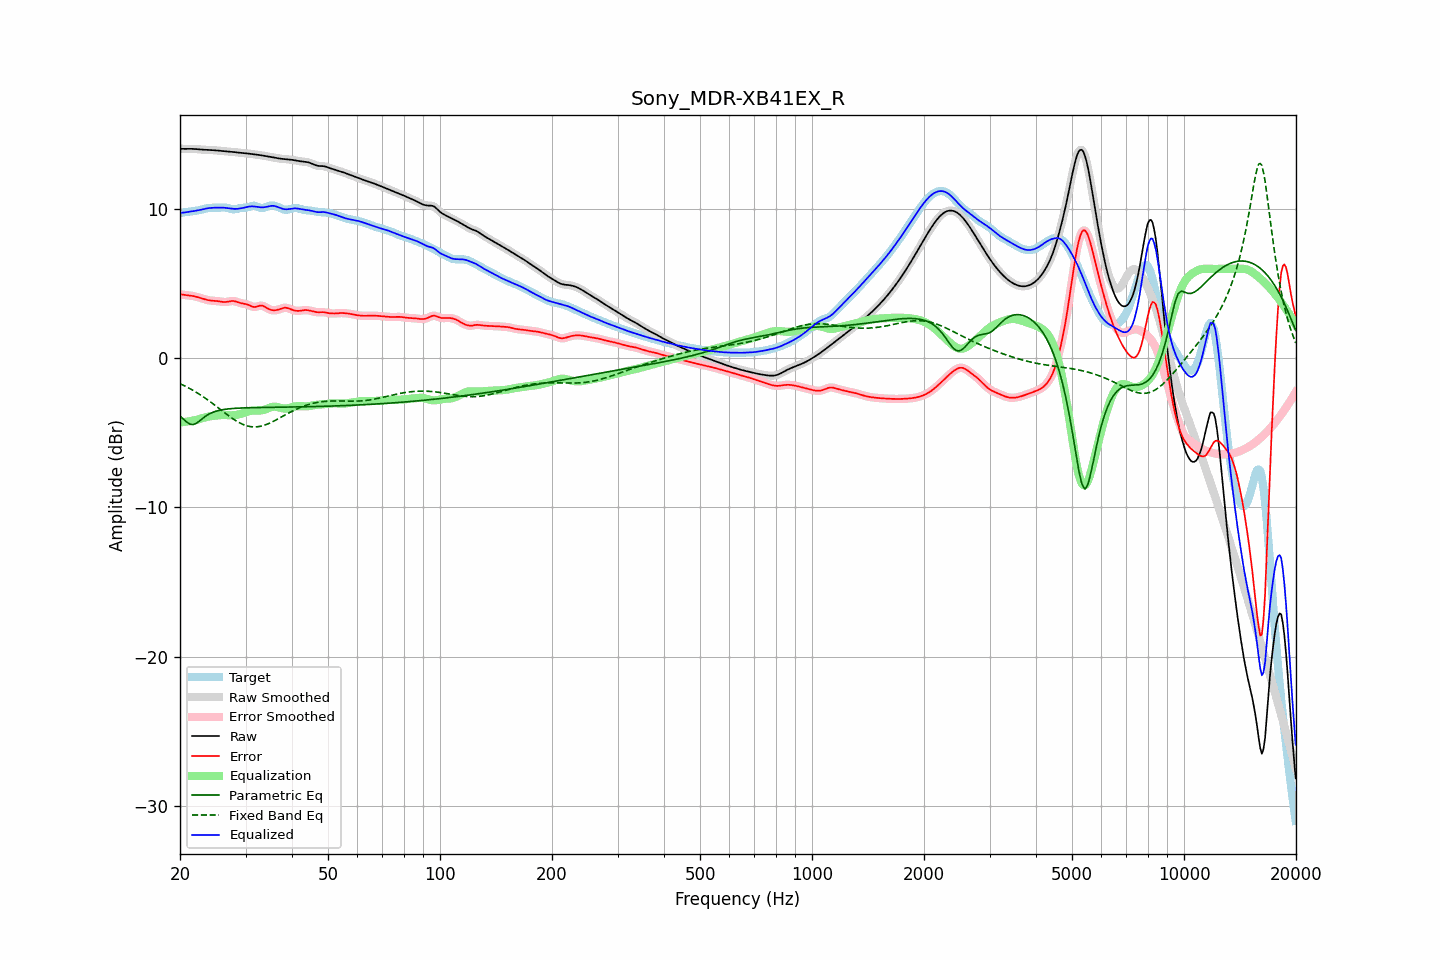 Sony_MDR-XB41EX_R
Amplitude (dBr)
10
0
−10
−20
−30
Target
Raw Smoothed
Error Smoothed
Raw
Error
Equalization
Parametric Eq
Fixed Band Eq
Equalized
20 50 100 200 500 1000 2000 5000 10000 20000
Frequency (Hz)